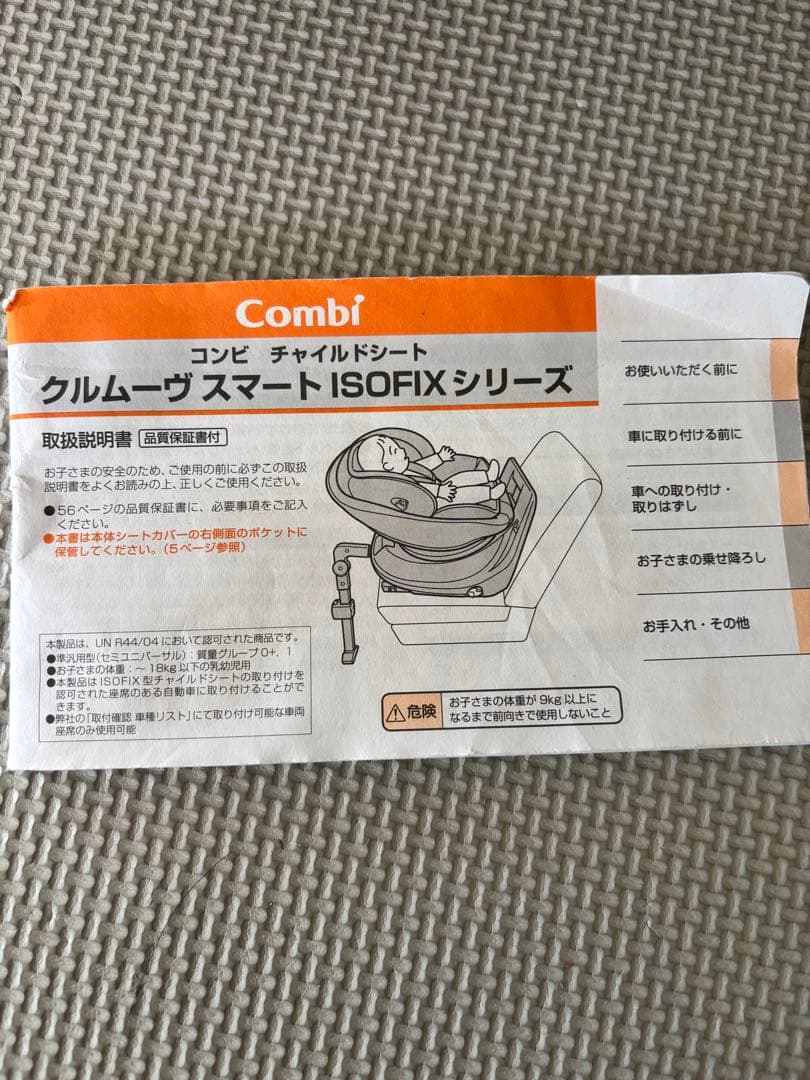 Combi
コンビ チャイルドシート
クルムーヴ スマート ISOFIXシリーズ
取扱説明書 品質保証書付
お子さまの安全のため、ご使用の前に必ずこの取扱
説明書をよくお読みの上、正しくご使用ください。
●56ページの品質保証書に、必要事項をご記入
ください。
●本書は本体シートカバーの右側面のポケットに
保管してください。(5ページ参照)
本製品は、UN R44/04 において認可された商品です。
●準汎用型(セミユニバーサル):質量グループ0+、1
●お子さまの体重:~18kg以下の乳幼児用
●本製品はISOFIX型チャイルドシートの取り付けを
認可された座席のある自動車に取り付けることがで
きます。
●弊社の「取付確認 車種リスト」にて取り付け可能な車両
座席のみ使用可能
危険
お子さまの体重が9kg以上に
なるまで前向きで使用しないこと
お使いいただく前に
車に取り付ける前に
車への取り付け・
取りはずし
お子さまの乗せ降ろし
お手入れ・その他